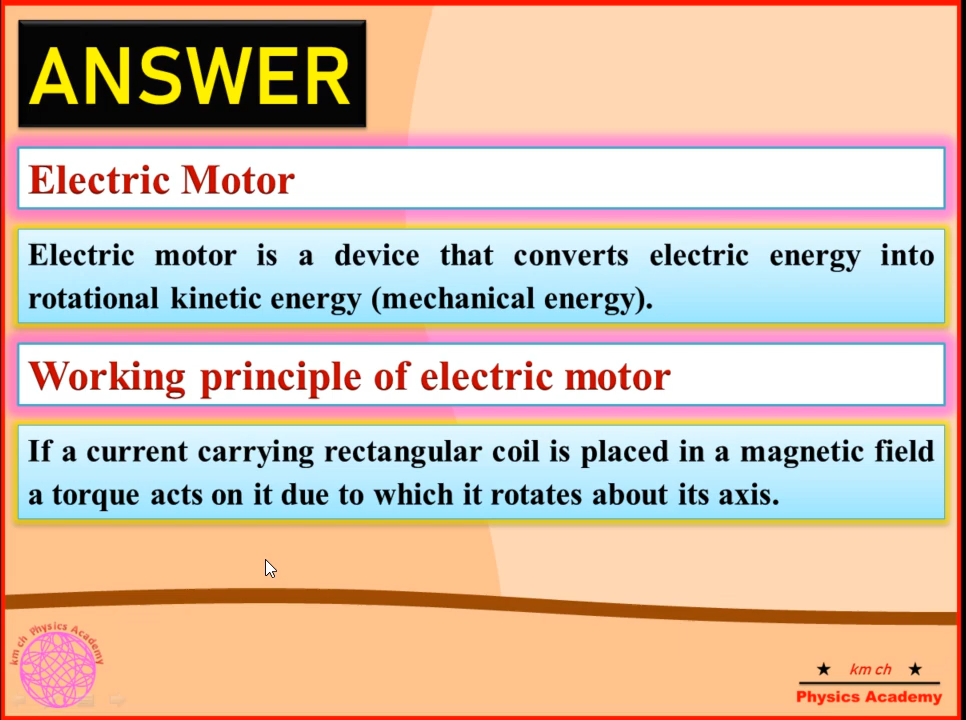 ANSWER
Electric Motor
Electric motor is a device that converts electric energy into
rotational kinetic energy (mechanical energy).
Working principle of electric motor
If a current carrying rectangular coil is placed in a magnetic field
a torque acts on it due to which it rotates about its axis.
km ch Physics Academy
★ km ch ★
Physics Academy